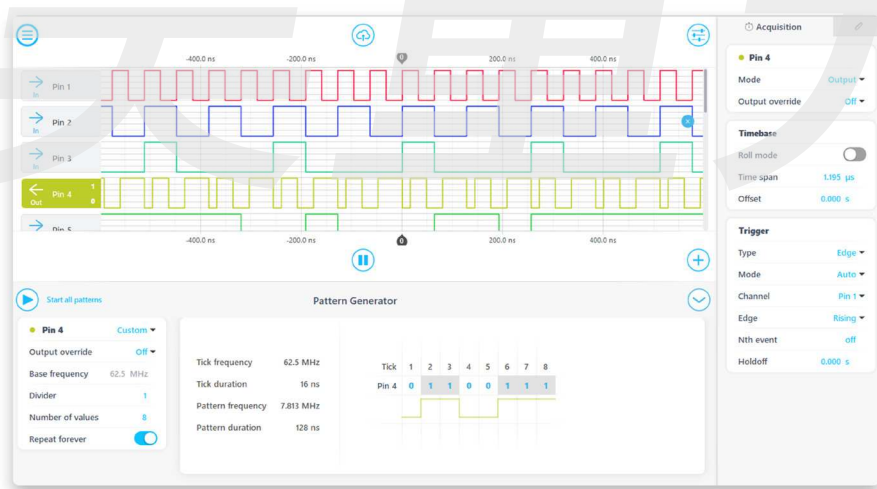 Acquisition
-400.0 ns -200.0 ns 0 200.0 ns 400.0 ns
Pin 1
In
Pin 2
In
Pin 3
In
Pin 4 1
Out 0
Pin 5
-400.0 ns -200.0 ns 0 200.0 ns 400.0 ns
Pin 4
Mode Output
Output override Off
Timebase
Roll mode
Time span 1.195 µs
Offset 0.000 s
Trigger
Type Edge
Mode Auto
Channel Pin 1
Edge Rising
Nth event off
Holdoff 0.000 s
Start all patterns
Pattern Generator
Pin 4 Custom
Output override Off
Base frequency 62.5 MHz
Divider 1
Number of values 8
Repeat forever
Tick frequency 62.5 MHz
Tick duration 16 ns
Pattern frequency 7.813 MHz
Pattern duration 128 ns
Tick 1 2 3 4 5 6 7 8
Pin 4 0 1 1 0 0 1 1 1